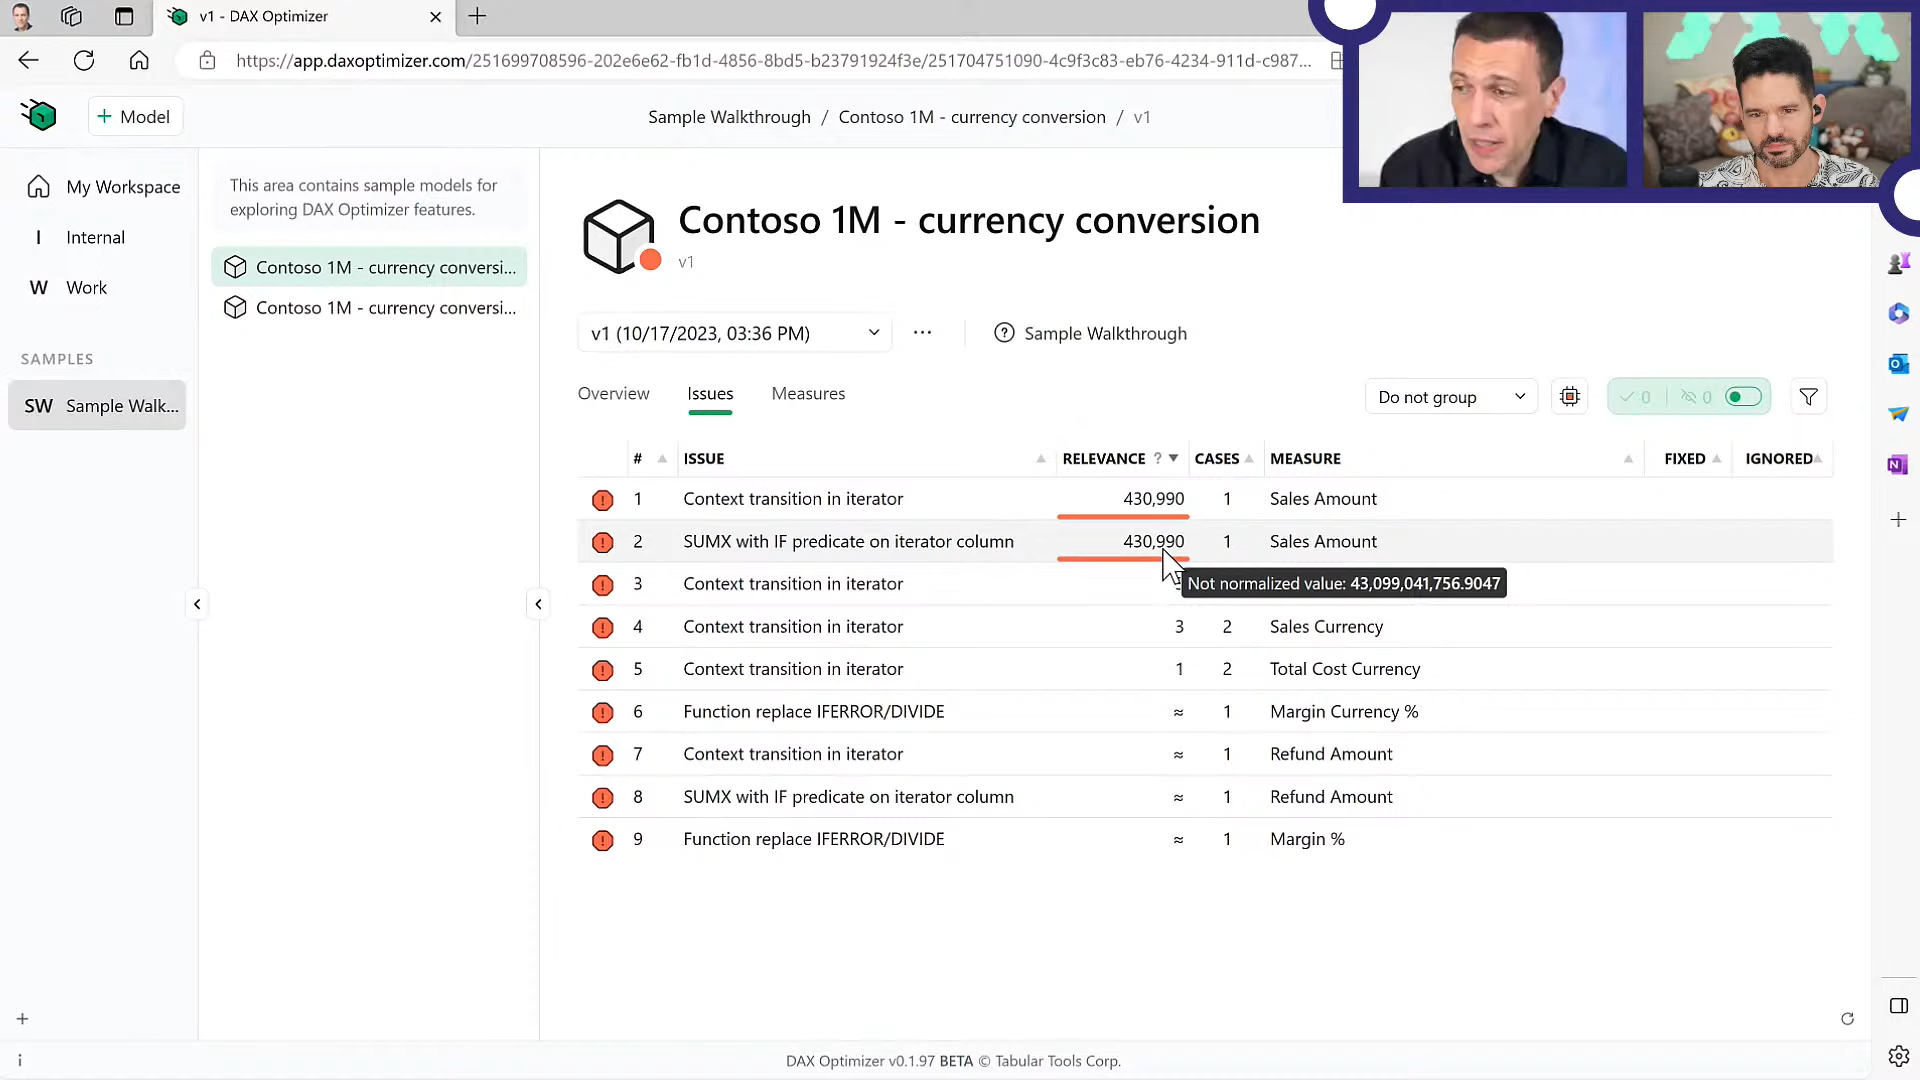 v1 - DAX Optimizer
https://app.daxoptimizer.com/251699708596-202e6e62-fb1d-4856-8bd5-b23791924f3e/251704751090-4c9f3c83-eb76-4234-911d-c987...
+ Model
Sample Walkthrough / Contoso 1M - currency conversion / v1
My Workspace
I Internal
W Work
SAMPLES
SW Sample Walk...
This area contains sample models for
exploring DAX Optimizer features.
Contoso 1M - currency conversi...
Contoso 1M - currency conversi...
Contoso 1M - currency conversion
v1
v1 (10/17/2023, 03:36 PM)
Sample Walkthrough
Overview Issues Measures
Do not group
0 0
# ISSUE RELEVANCE ? CASES MEASURE FIXED IGNORED
1 Context transition in iterator 430,990 1 Sales Amount
2 SUMX with IF predicate on iterator column 430,990 1 Sales Amount
3 Context transition in iterator
Not normalized value: 43,099,041,756.9047
4 Context transition in iterator 3 2 Sales Currency
5 Context transition in iterator 1 2 Total Cost Currency
6 Function replace IFERROR/DIVIDE ≈ 1 Margin Currency %
7 Context transition in iterator ≈ 1 Refund Amount
8 SUMX with IF predicate on iterator column ≈ 1 Refund Amount
9 Function replace IFERROR/DIVIDE ≈ 1 Margin %
DAX Optimizer v0.1.97 BETA © Tabular Tools Corp.